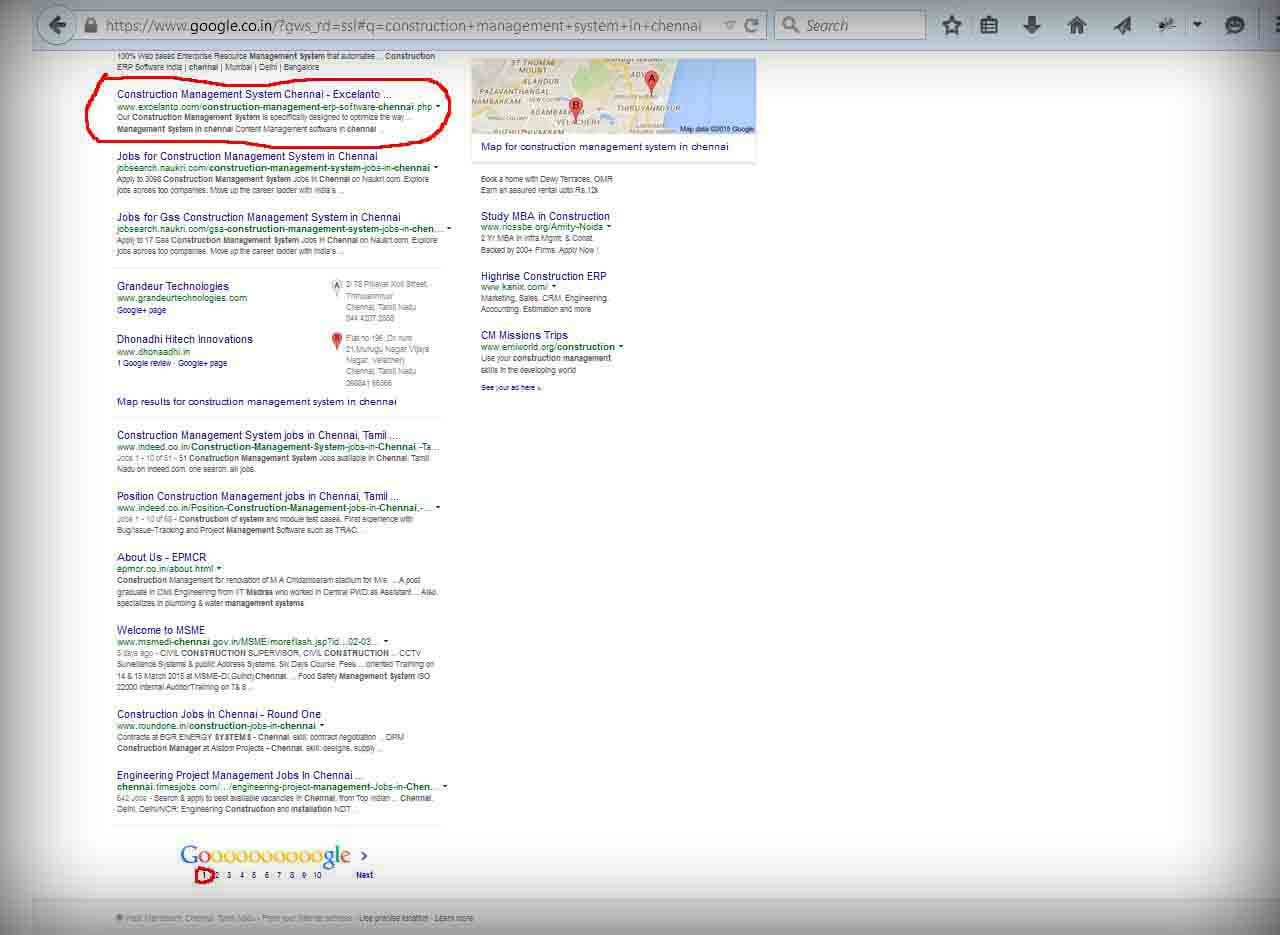 https://www.google.co.in/?gws_rd=ssl#q=construction+management+system+in+chennai
Search
100% Web based Enterprise Resource Management System that automates ... Construction
ERP Software India | chennai | Mumbai | Delhi | Bangalore
Construction Management System Chennai - Excelanto ...
www.excelanto.com/construction-management-erp-software-chennai.php
Our Construction Management System is specifically designed to optimize the way ...
Management System in chennai Content Management software in chennai ...
Jobs for Construction Management System in Chennai
jobsearch.naukri.com/construction-management-system-jobs-in-chennai
Apply to 3098 Construction Management System Jobs in Chennai on Naukri.com. Explore
jobs across top companies. Move up the career ladder with India's ...
Jobs for Gss Construction Management System in Chennai
jobsearch.naukri.com/gss-construction-management-system-jobs-in-chen...
Apply to 17 Gss Construction Management System Jobs in Chennai on Naukri.com. Explore
jobs across top companies. Move up the career ladder with India's ...
Grandeur Technologies
www.grandeurtechnologies.com
Google+ page
A
2/ 78 Pillaiyar Koil Street,
Thiruvanmiyur
Chennai, Tamil Nadu
044 4207 3868
Dhonadhi Hitech Innovations
www.dhonaadhi.in
1 Google review · Google+ page
B
Flat no 196, Dr. num
21, Murugu Nagar, Vijaya
Nagar, Velachery
Chennai, Tamil Nadu
Map results for construction management system in chennai
Construction Management System jobs in Chennai, Tamil ...
www.indeed.co.in/Construction-Management-System-jobs-in-Chennai,-Ta...
Jobs 1 - 10 of 51 - 51 Construction Management System Jobs available in Chennai, Tamil
Nadu on Indeed.com. one search. all jobs.
Position Construction Management jobs in Chennai, Tamil ...
www.indeed.co.in/Position-Construction-Management-jobs-in-Chennai,-...
Jobs 1 - 10 of 68 - Construction of system and module test cases. First experience with
Bug/Issue-Tracking and Project Management Software such as TRAC, ...
About Us - EPMCR
epmcr.co.in/about.html
Construction Management for renovation of M A Chidambaram stadium for M/s. ... A post
graduate in Civil Engineering from IIT Madras who worked in Central PWD as Assistant ... Also
specializes in plumbing & water management systems
Welcome to MSME
www.msmedi-chennai.gov.in/MSME/moreflash.jsp?id...02-03...
5 days ago - CIVIL CONSTRUCTION SUPERVISOR, CIVIL CONSTRUCTION ... CCTV
Surveilance Systems & public Address Systems, Six Days Course, Fees ... oriented Training on
14 & 15 March 2015 at MSME-DI, Guindy, Chennai. ... Food Safety Management System ISO
22000 Internal Auditor Training on 7& 8 ...
Construction Jobs In Chennai - Round One
www.roundone.in/construction-jobs-in-chennai
Contracts at EGR ENERGY SYSTEMS - Chennai. skill: contract negotiation ... DPM
Construction Manager at Alstom Projects - Chennai. skill: designs, supply ...
Engineering Project Management Jobs In Chennai ...
chennai.timesjobs.com/.../engineering-project-management-Jobs-in-Chen...
642 Jobs - Search & apply to best available vacancies in Chennai, from Top Indian ... Chennai,
Delhi, Delhi/NCR; Engineering Construction and installation NDT ...
Gooooooooogle >
1 2 3 4 5 6 7 8 9 10 Next
West Mambalam, Chennai, Tamil Nadu - From your Internet address - Use precise location - Learn more
ST THOMAS
MOUNT
ALANDUR
PAZAVANTHANGAL
NANGANALLUR
ADAMBAKKAM
VELACHERY
THIRUVANMIYUR
A
B
Map data ©2015 Google
Map for construction management system in chennai
Book a home with Dewy Terraces, OMR
Earn an assured rental upto Rs.12k
Study MBA in Construction
www.nicssbe.org/Amity-Noida
2 Yr MBA in Infra Mgmt. & Const.
Backed by 200+ Firms. Apply Now !
Highrise Construction ERP
www.kanix.com/
Marketing, Sales, CRM, Engineering,
Accounting, Estimation and more
CM Missions Trips
www.emiworld.org/construction
Use your construction management
skills in the developing world
See your ad here »